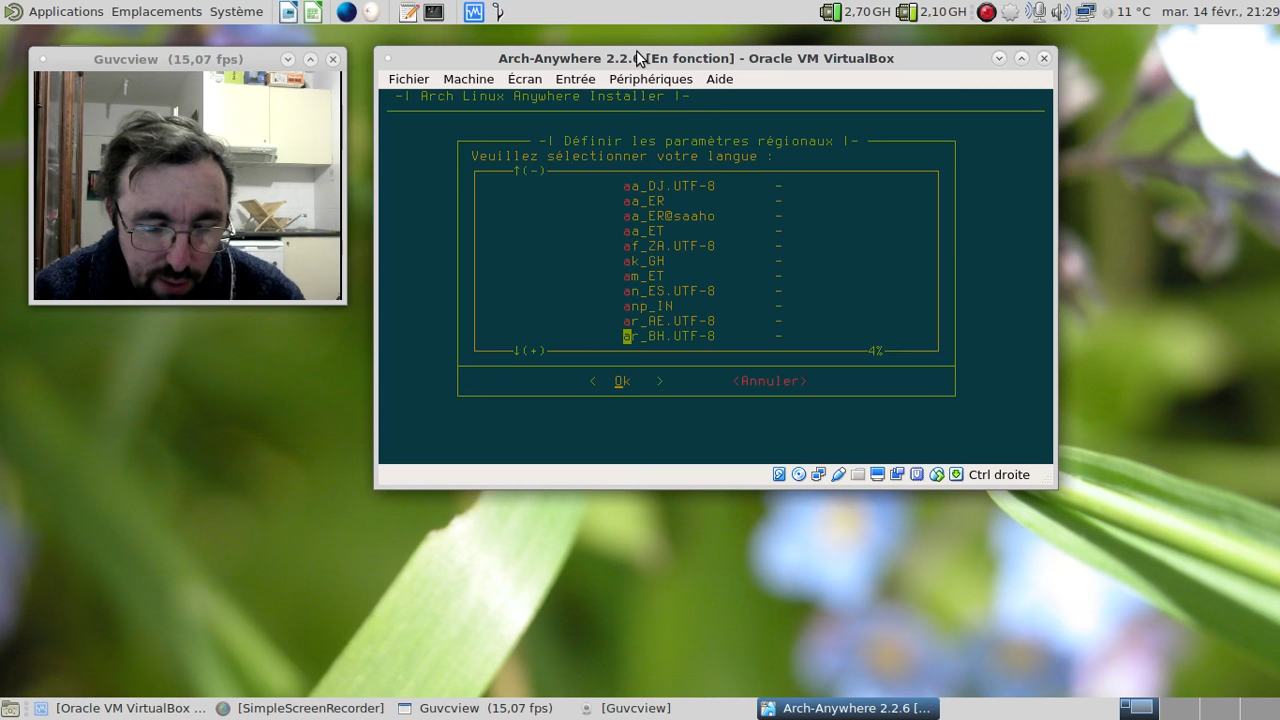 Applications Emplacements Système
2,70 GH 2,10 GH 11 °C mar. 14 févr., 21:29
Guvcview (15,07 fps)
Arch-Anywhere 2.2.6 [En fonction] - Oracle VM VirtualBox
Fichier Machine Écran Entrée Périphériques Aide
-| Arch Linux Anywhere Installer |-
-| Définir les paramètres régionaux |-
Veuillez sélectionner votre langue :
↑(-)
aa_DJ.UTF-8 -
aa_ER -
aa_ER@saaho -
aa_ET -
af_ZA.UTF-8 -
ak_GH -
am_ET -
an_ES.UTF-8 -
anp_IN -
ar_AE.UTF-8 -
ar_BH.UTF-8 -
↓(+) 4%
< Ok > <Annuler>
Ctrl droite
[Oracle VM VirtualBox ... [SimpleScreenRecorder] Guvcview (15,07 fps) [Guvcview] Arch-Anywhere 2.2.6 [...